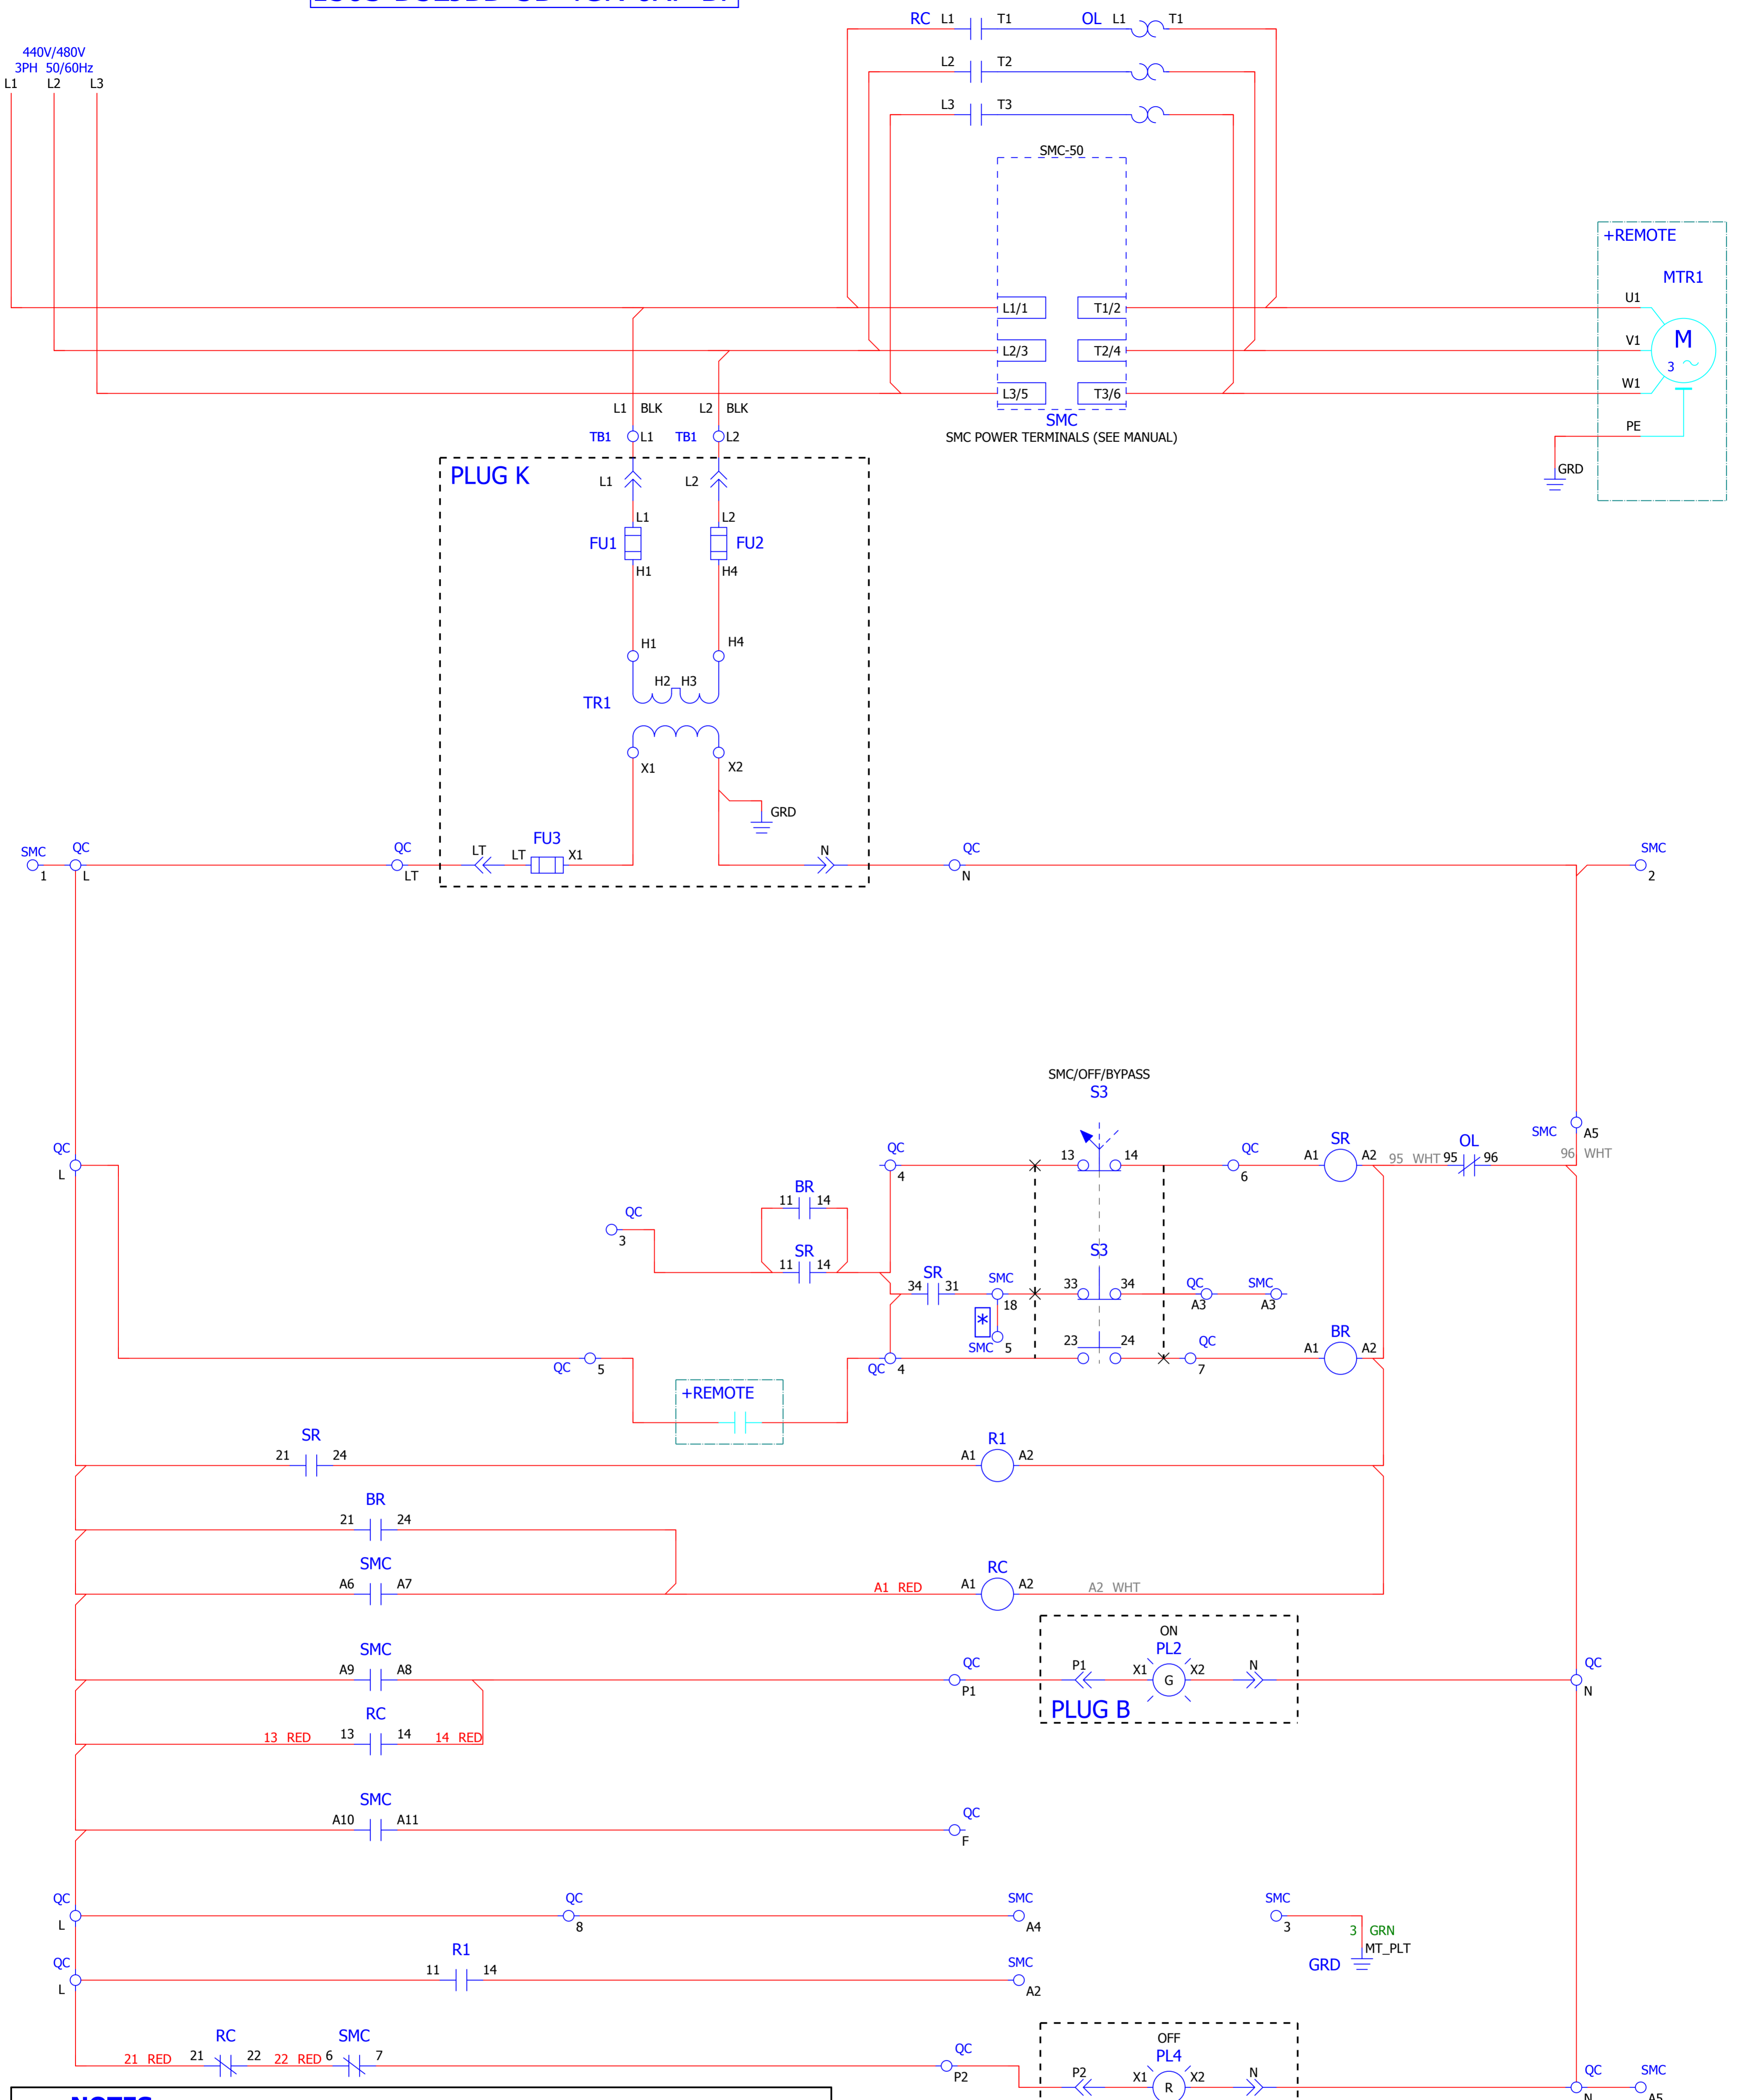 440V/480V
3PH 50/60Hz
L1 L2 L3
RC L1 T1 OL L1 T1
L2 T2
L3 T3
SMC-50
L1/1 T1/2
L2/3 T2/4
L3/5 T3/6
SMC
SMC POWER TERMINALS (SEE MANUAL)
+REMOTE
MTR1
U1
V1
W1
M
3
PE
GRD
L1 BLK L2 BLK
TB1 L1 TB1 L2
PLUG K
L1 L2
L1 L2
FU1 FU2
H1 H4
H1 H4
H2 H3
TR1
X1 X2
GRD
FU3
SMC QC QC LT LT X1 N QC SMC
1 L LT N 2
SMC/OFF/BYPASS
S3
QC QC 13 14 QC SR OL SMC A5
L 4 6 A1 A2 95 WHT 95 96 96 WHT
BR
11 14
QC
3
SR
11 14
S3
SR
34 31 SMC 33 34 QC SMC
18 A3 A3
*
SMC 5 23 24 QC BR
QC 5 QC 4 7 A1 A2
+REMOTE
SR R1
21 24 A1 A2
BR
21 24
SMC RC
A6 A7 A1 RED A1 A2 A2 WHT
ON
SMC PL2
A9 A8 QC P1 X1 G X2 N QC
P1 PLUG B N
RC
13 RED 13 14 14 RED
SMC
A10 A11 QC
F
QC QC SMC SMC
L 8 A4 3
3 GRN
MT_PLT
GRD
QC R1 SMC
L 11 14 A2
OFF
RC SMC PL4
21 RED 21 22 22 RED 6 7 QC P2 X1 R X2 N QC SMC
P2